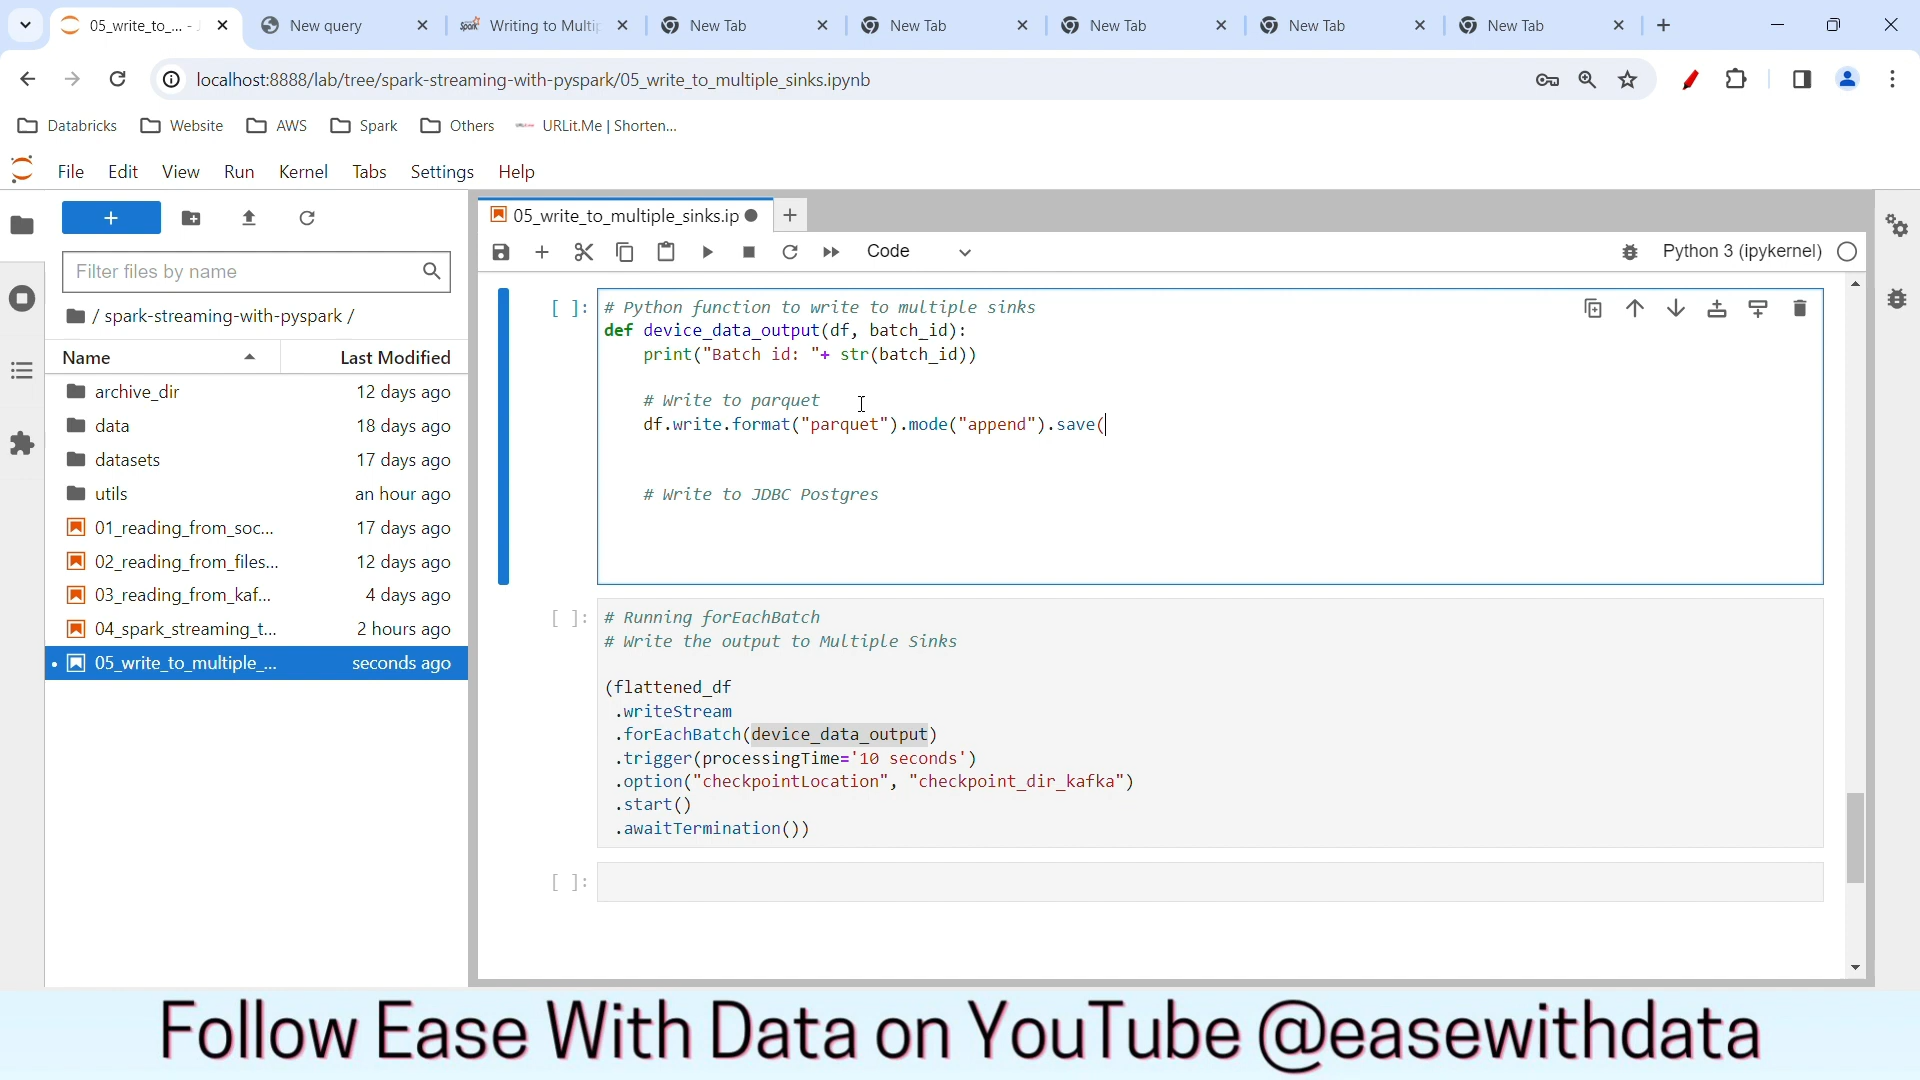 05_write_to_... - J
New query
Writing to Multip
New Tab
New Tab
New Tab
New Tab
New Tab
localhost:8888/lab/tree/spark-streaming-with-pyspark/05_write_to_multiple_sinks.ipynb
Databricks
Website
AWS
Spark
Others
URLit.Me | Shorten...
File Edit View Run Kernel Tabs Settings Help
05_write_to_multiple_sinks.ip
Code
Python 3 (ipykernel)
Filter files by name
/ spark-streaming-with-pyspark /
Name Last Modified
archive_dir 12 days ago
data 18 days ago
datasets 17 days ago
utils an hour ago
01_reading_from_soc... 17 days ago
02_reading_from_files... 12 days ago
03_reading_from_kaf... 4 days ago
04_spark_streaming_t... 2 hours ago
05_write_to_multiple_... seconds ago
[ ]: # Python function to write to multiple sinks
def device_data_output(df, batch_id):
print("Batch id: "+ str(batch_id))
# Write to parquet
df.write.format("parquet").mode("append").save(
# Write to JDBC Postgres
[ ]: # Running forEachBatch
# Write the output to Multiple Sinks
(flattened_df
.writeStream
.forEachBatch(device_data_output)
.trigger(processingTime='10 seconds')
.option("checkpointLocation", "checkpoint_dir_kafka")
.start()
.awaitTermination())
[ ]:
Follow Ease With Data on YouTube @easewithdata